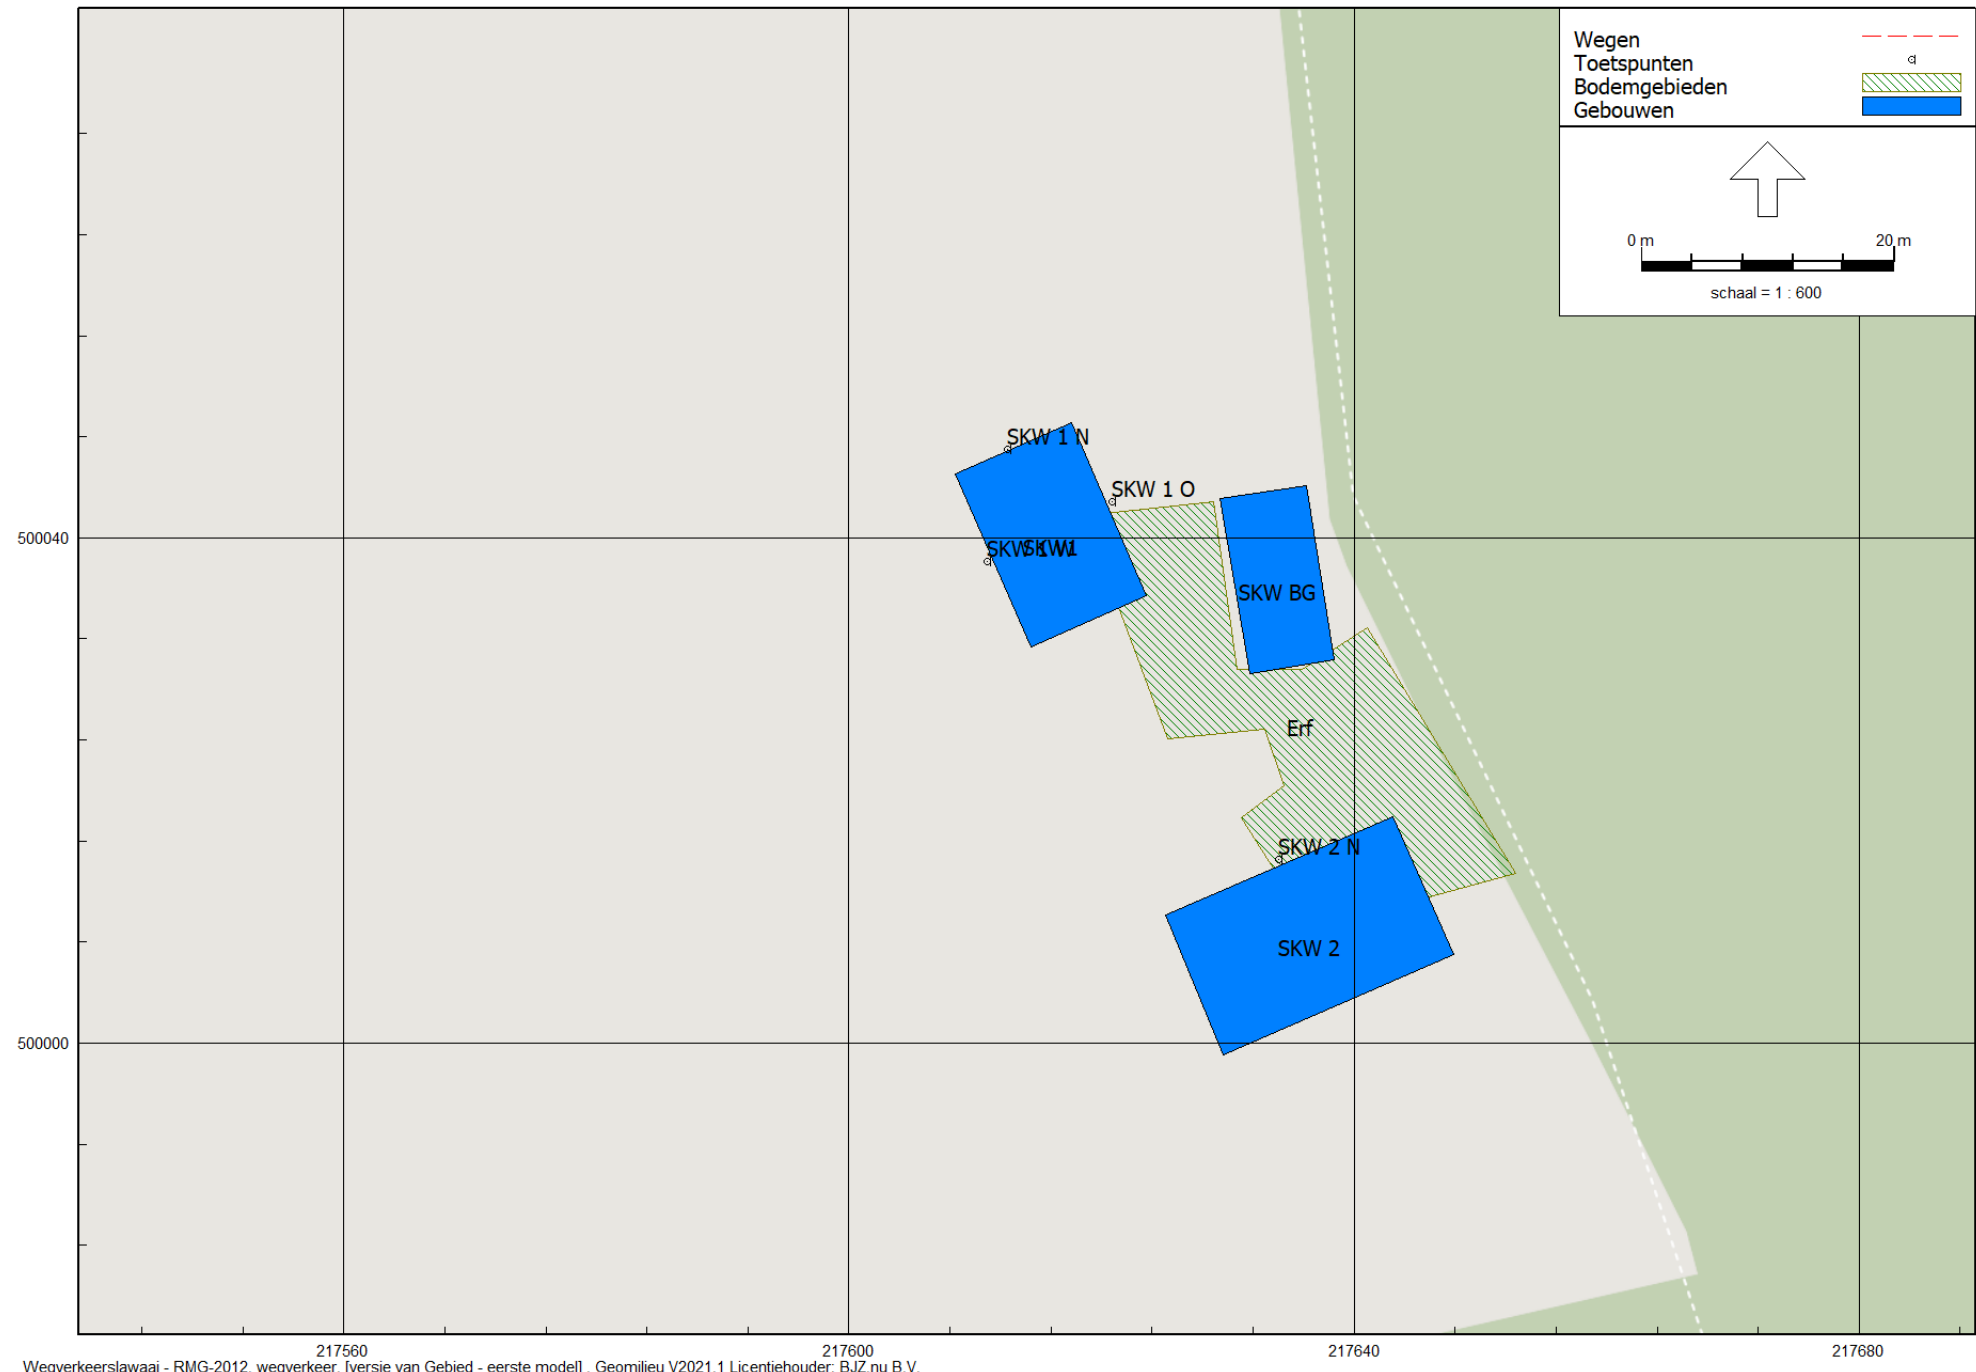 Wegen
Toetspunten
Bodemgebieden
Gebouwen
0 m 20 m
schaal = 1 : 600
SKW 1 N
SKW 1 O
500040
SKW 1 W
SKW1
SKW BG
Erf
SKW 2 N
SKW 2
500000
217560 217600 217640 217680
Wegverkeerslawaai - RMG-2012, wegverkeer, [versie van Gebied - eerste model] , Geomilieu V2021.1 Licentiehouder: BJZ.nu B.V.